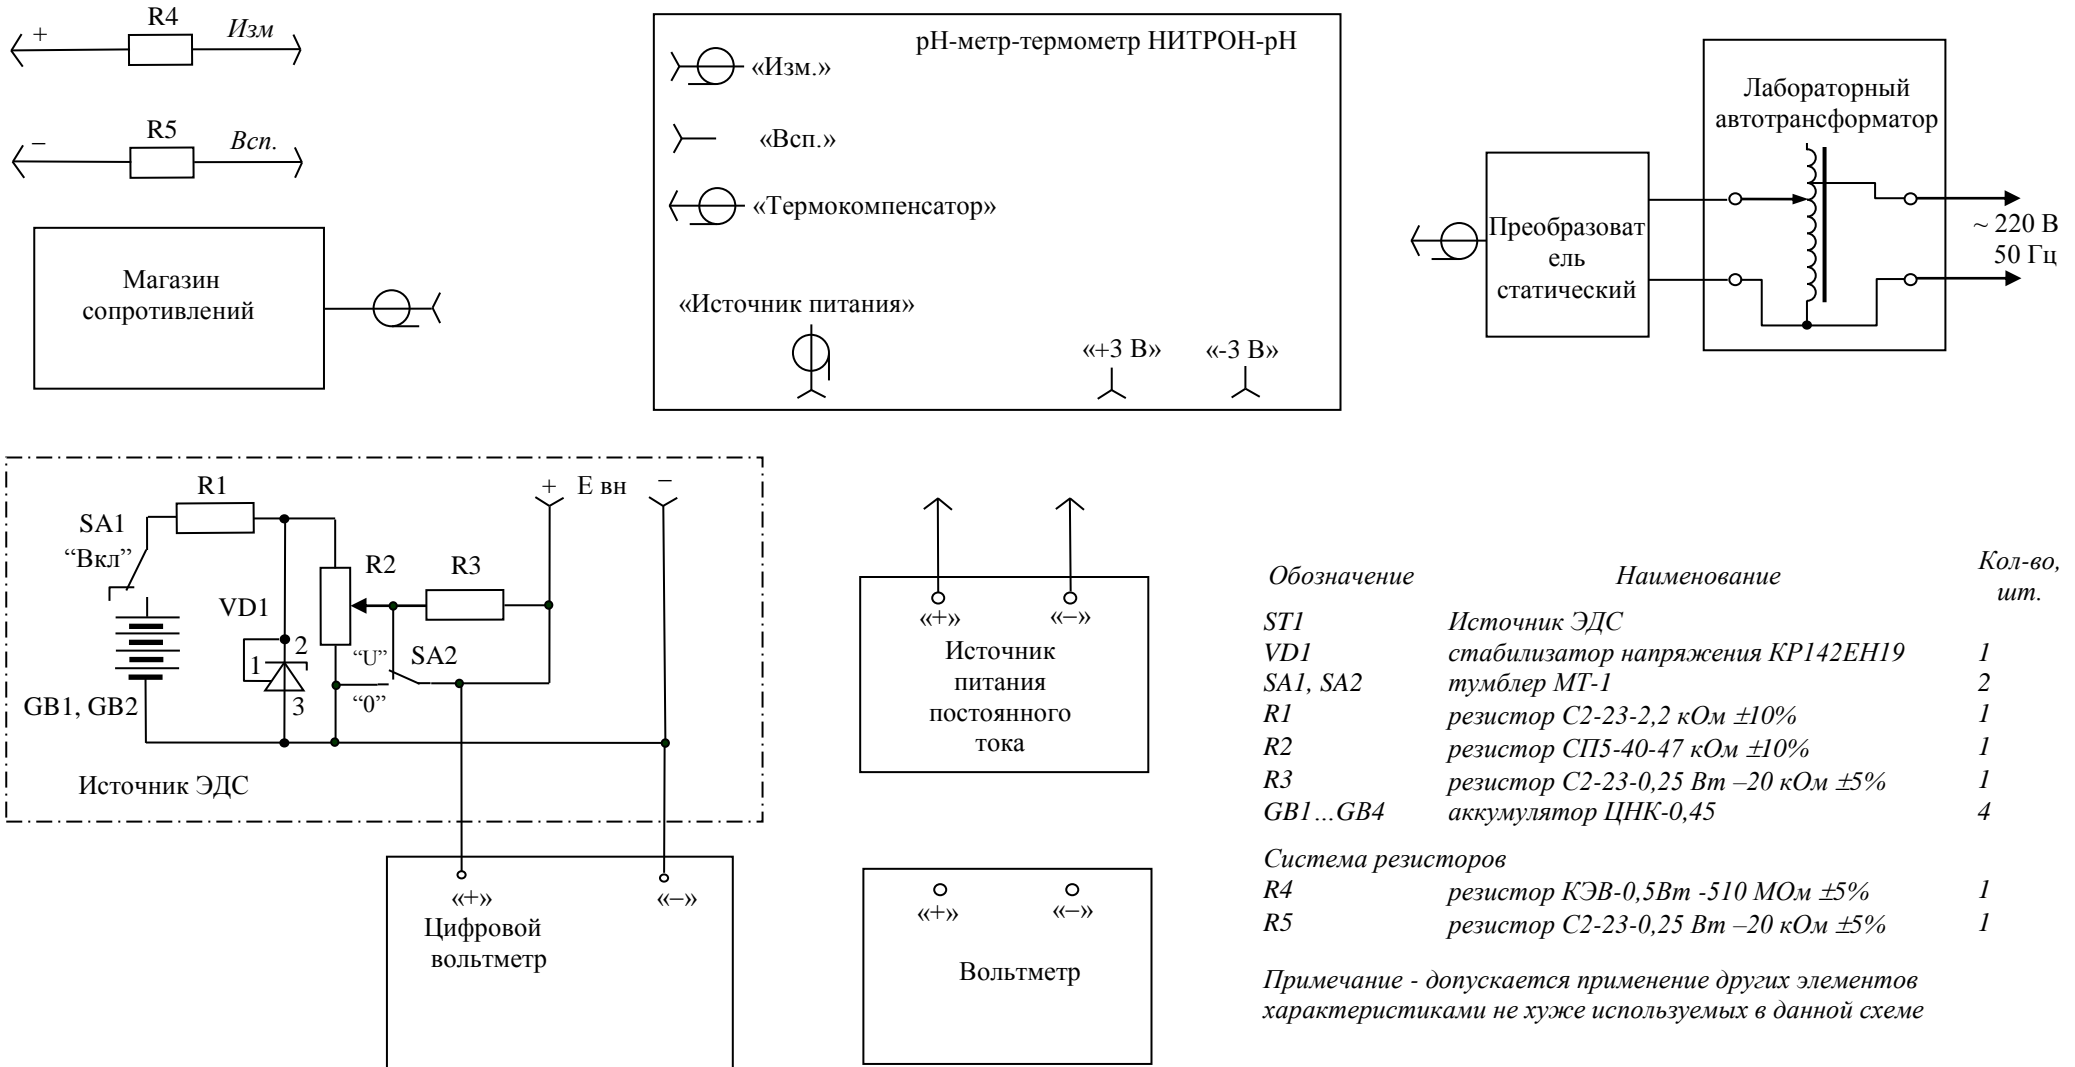 R4
+
Изм
R5
–
Всп.
Магазин
сопротивлений
рН-метр-термометр НИТРОН-рН
«Изм.»
«Всп.»
«Термокомпенсатор»
«Источник питания»
«+3 В»
«-3 В»
Лабораторный
автотрансформатор
Преобразоват
ель
статический
~ 220 В
50 Гц
R1
+
Е вн
–
SA1
“Вкл”
R2
R3
VD1
2
1
3
“U”
SA2
“0”
GB1, GB2
Источник ЭДС
«+»
«–»
Цифровой
вольтметр
«+»
«–»
Источник
питания
постоянного
тока
«+»
«–»
Вольтметр
Обозначение Наименование Кол-во,
шт.
ST1 Источник ЭДС
VD1 стабилизатор напряжения КР142ЕН19 1
SA1, SA2 тумблер МТ-1 2
R1 резистор С2-23-2,2 кОм ±10% 1
R2 резистор СП5-40-47 кОм ±10% 1
R3 резистор С2-23-0,25 Вт –20 кОм ±5% 1
GB1...GB4 аккумулятор ЦНК-0,45 4
Система резисторов
R4 резистор КЭВ-0,5Вт -510 МОм ±5% 1
R5 резистор С2-23-0,25 Вт –20 кОм ±5% 1
Примечание - допускается применение других элементов
характеристиками не хуже используемых в данной схеме